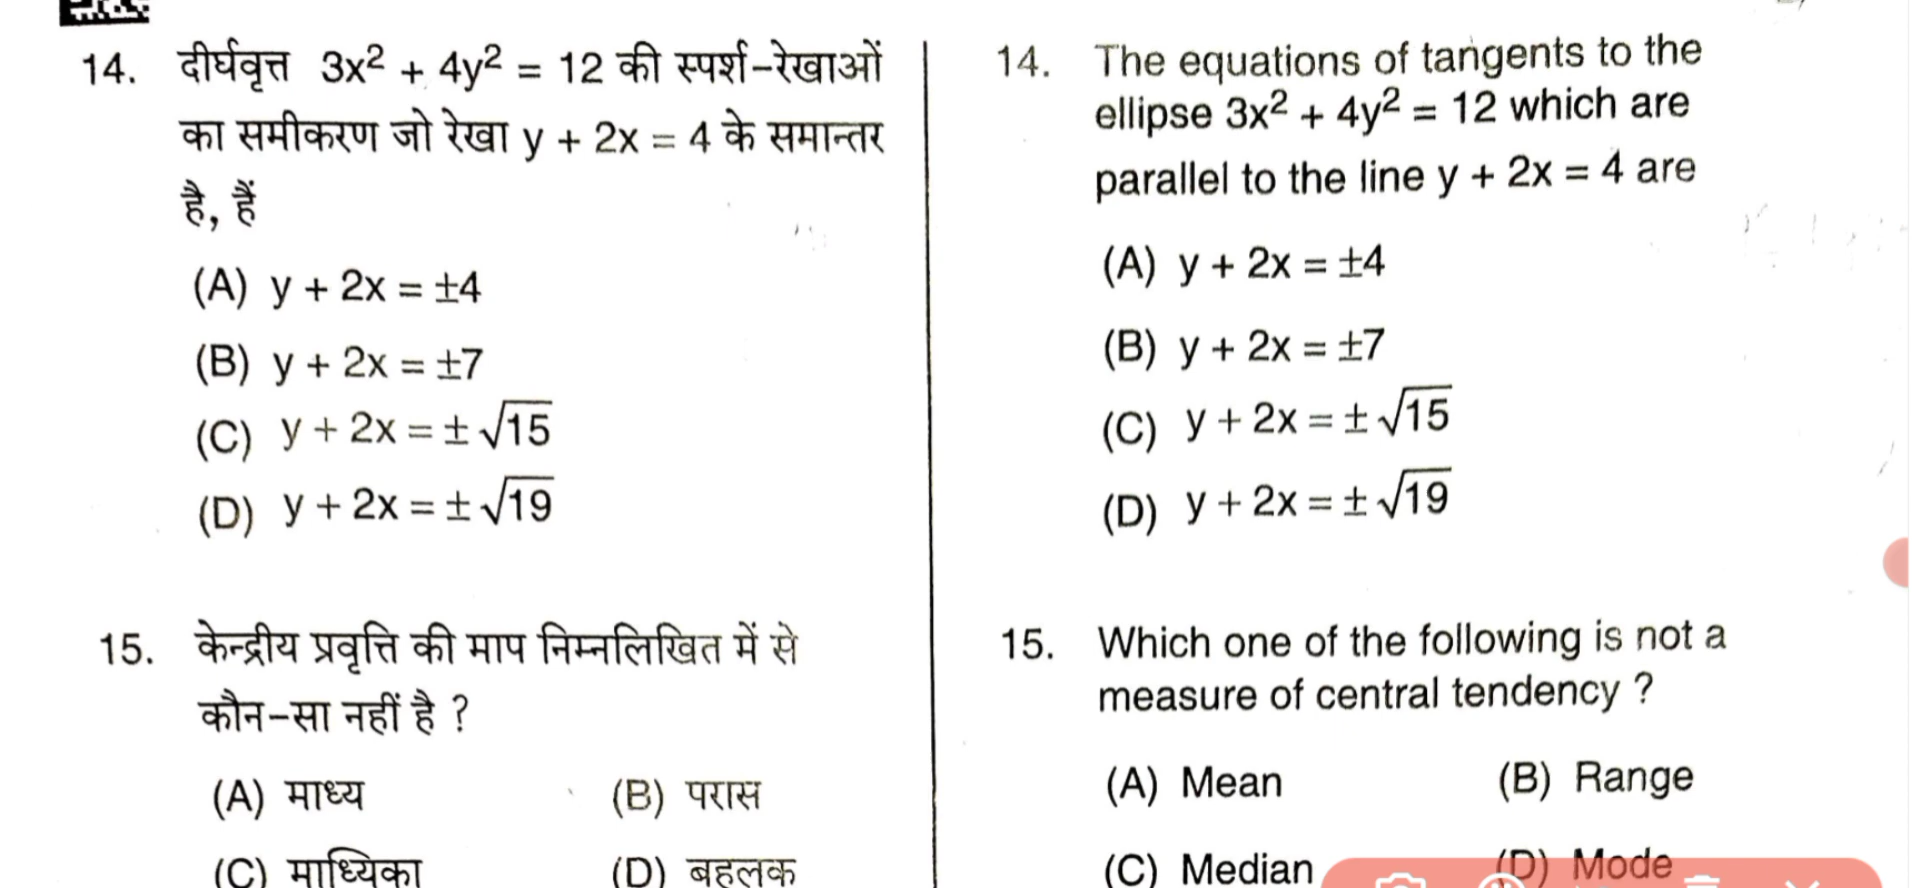 14. दीर्घवृत्त 3x² + 4y² = 12 की स्पर्श-रेखाओं
का समीकरण जो रेखा y + 2x = 4 के समान्तर
है, हैं
(A) y + 2x = ±4
(B) y + 2x = ±7
(C) y + 2x = ± √15
(D) y + 2x = ± √19
15. केन्द्रीय प्रवृत्ति की माप निम्नलिखित में से
कौन-सा नहीं है ?
(A) माध्य (B) परास
(C) माध्यिका (D) बहुलक
14. The equations of tangents to the
ellipse 3x² + 4y² = 12 which are
parallel to the line y + 2x = 4 are
(A) y + 2x = ±4
(B) y + 2x = ±7
(C) y + 2x = ± √15
(D) y + 2x = ± √19
15. Which one of the following is not a
measure of central tendency ?
(A) Mean (B) Range
(C) Median (D) Mode